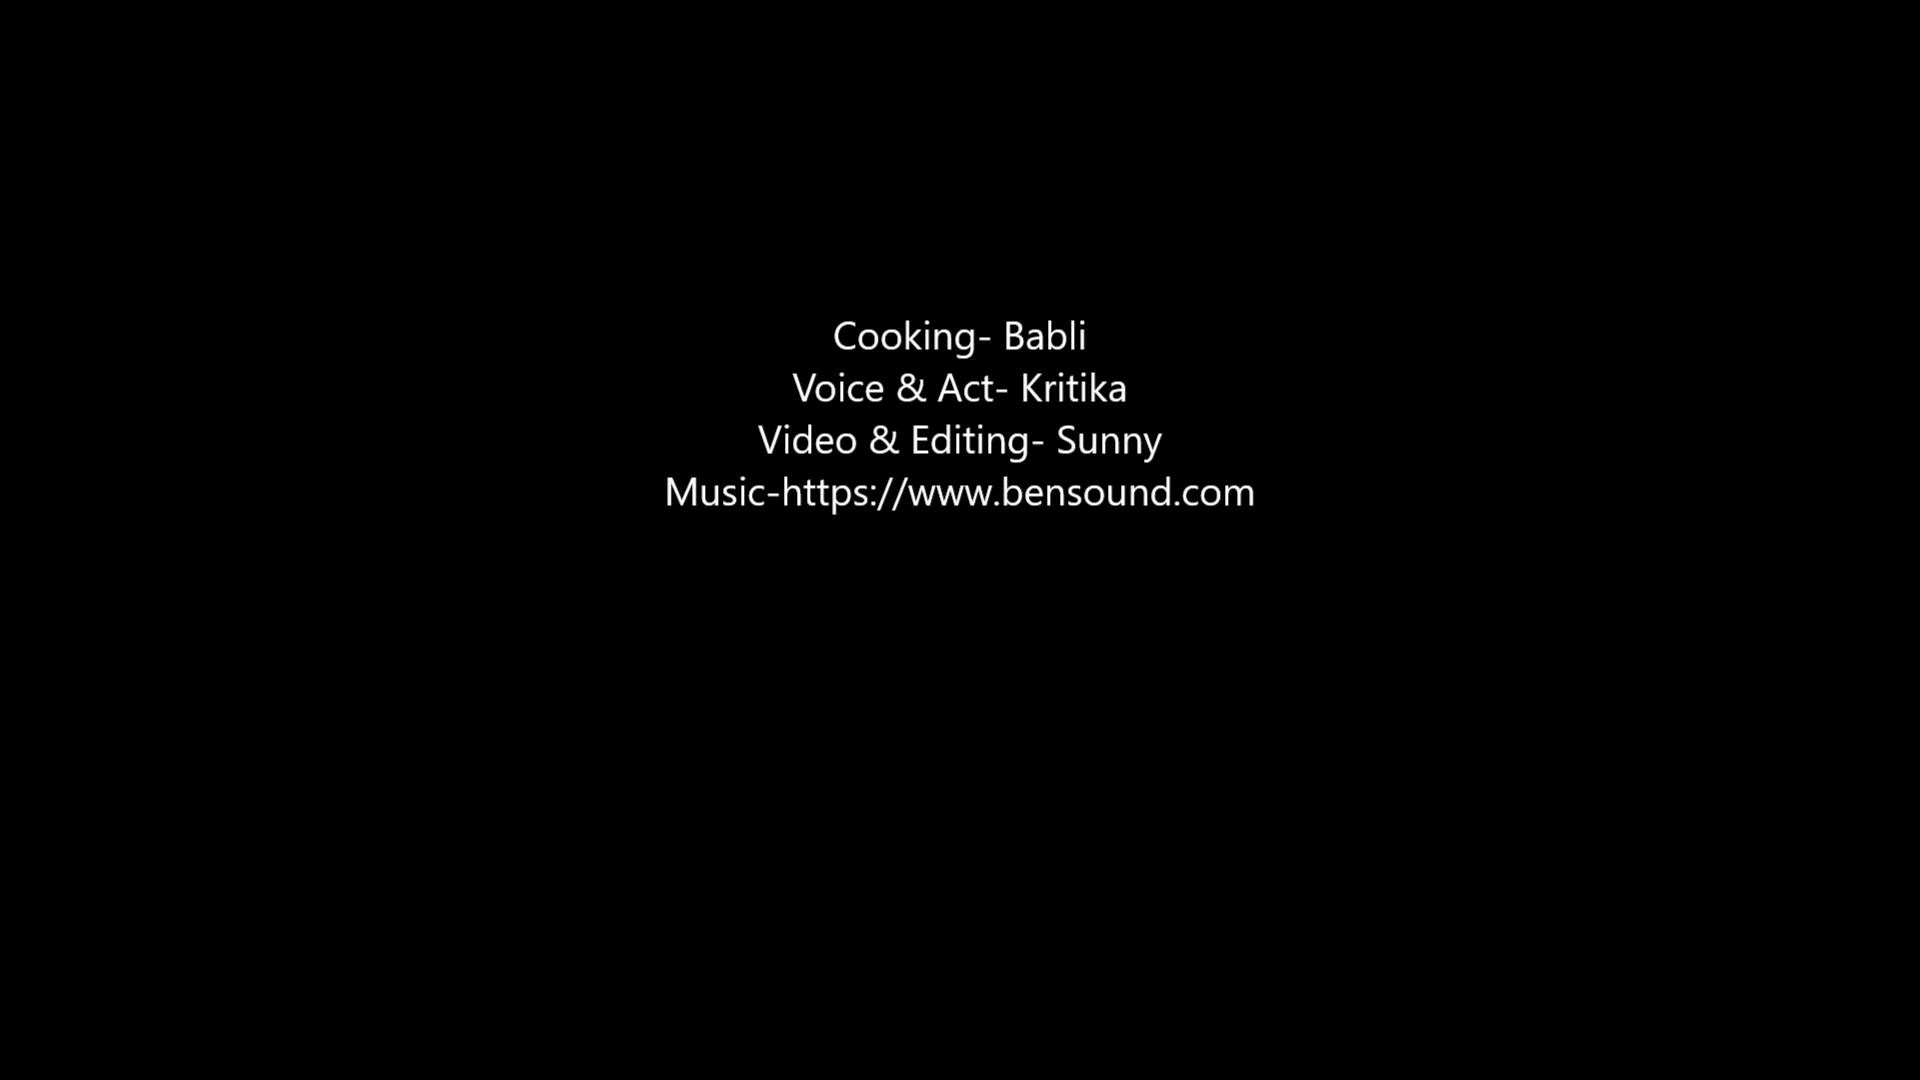 Cooking- Babli
Voice & Act- Kritika
Video & Editing- Sunny
Music-https://www.bensound.com